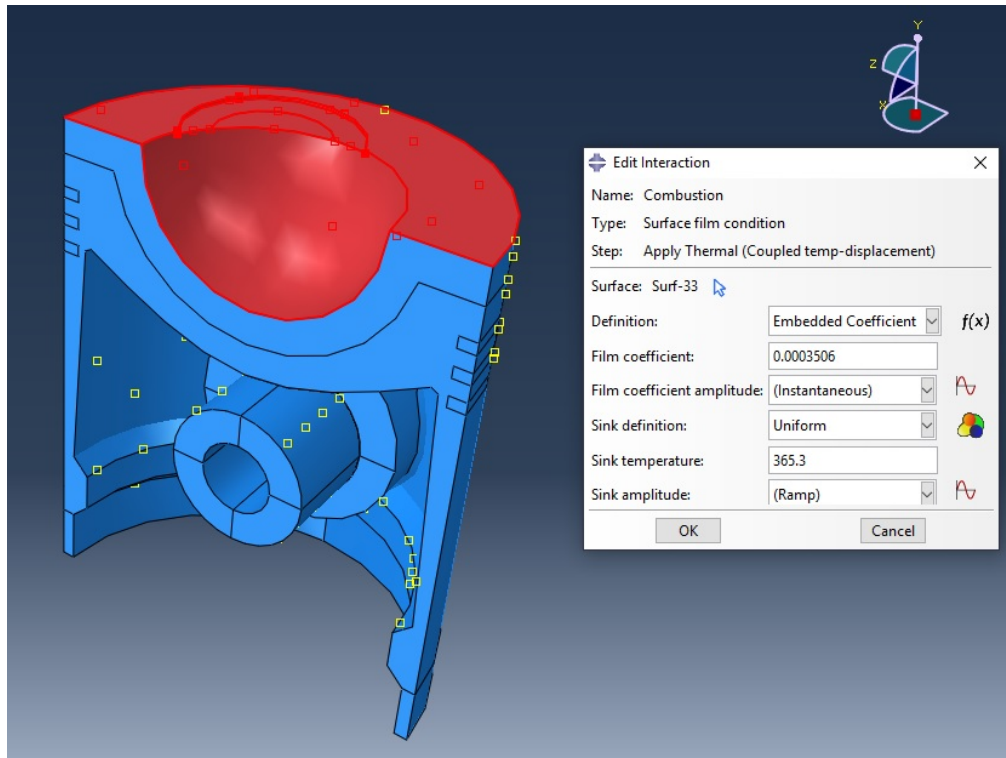 Y
Z
X
Edit Interaction
Name: Combustion
Type: Surface film condition
Step: Apply Thermal (Coupled temp-displacement)
Surface: Surf-33
Definition: Embedded Coefficient f(x)
Film coefficient: 0.0003506
Film coefficient amplitude: (Instantaneous)
Sink definition: Uniform
Sink temperature: 365.3
Sink amplitude: (Ramp)
OK Cancel